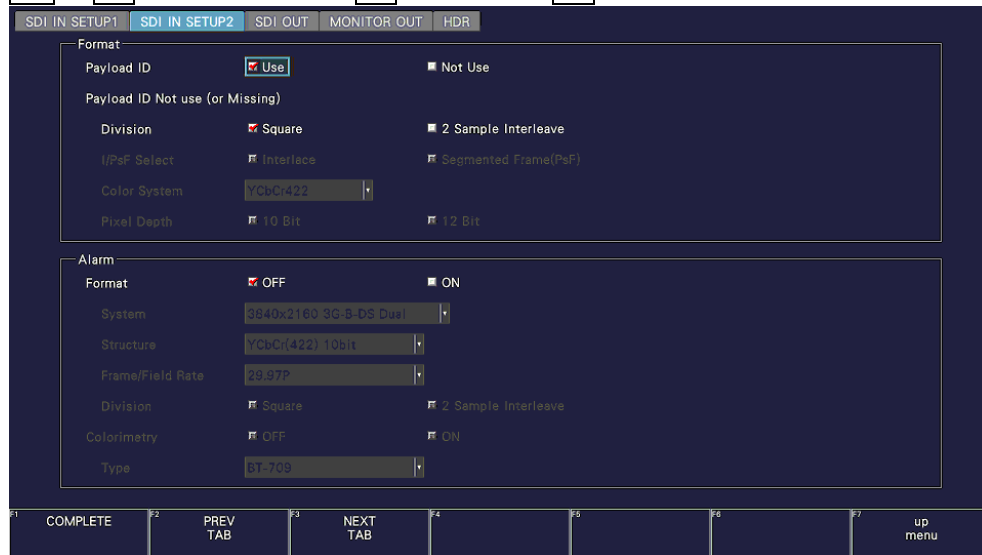 SDI IN SETUP1 SDI IN SETUP2 SDI OUT MONITOR OUT HDR
Format
Payload ID Use Not Use
Payload ID Not use (or Missing)
Division Square 2 Sample Interleave
I/PsF Select Interlace Segmented Frame(PsF)
Color System YCbCr422
Pixel Depth 10 Bit 12 Bit
Alarm
Format OFF ON
System 3840x2160 3G-B-DS Dual
Structure YCbCr(422) 10bit
Frame/Field Rate 29.97P
Division Square 2 Sample Interleave
Colorimetry OFF ON
Type BT-709
F1 COMPLETE F2 PREV F3 NEXT F4 F5 F6 F7 up
TAB TAB menu